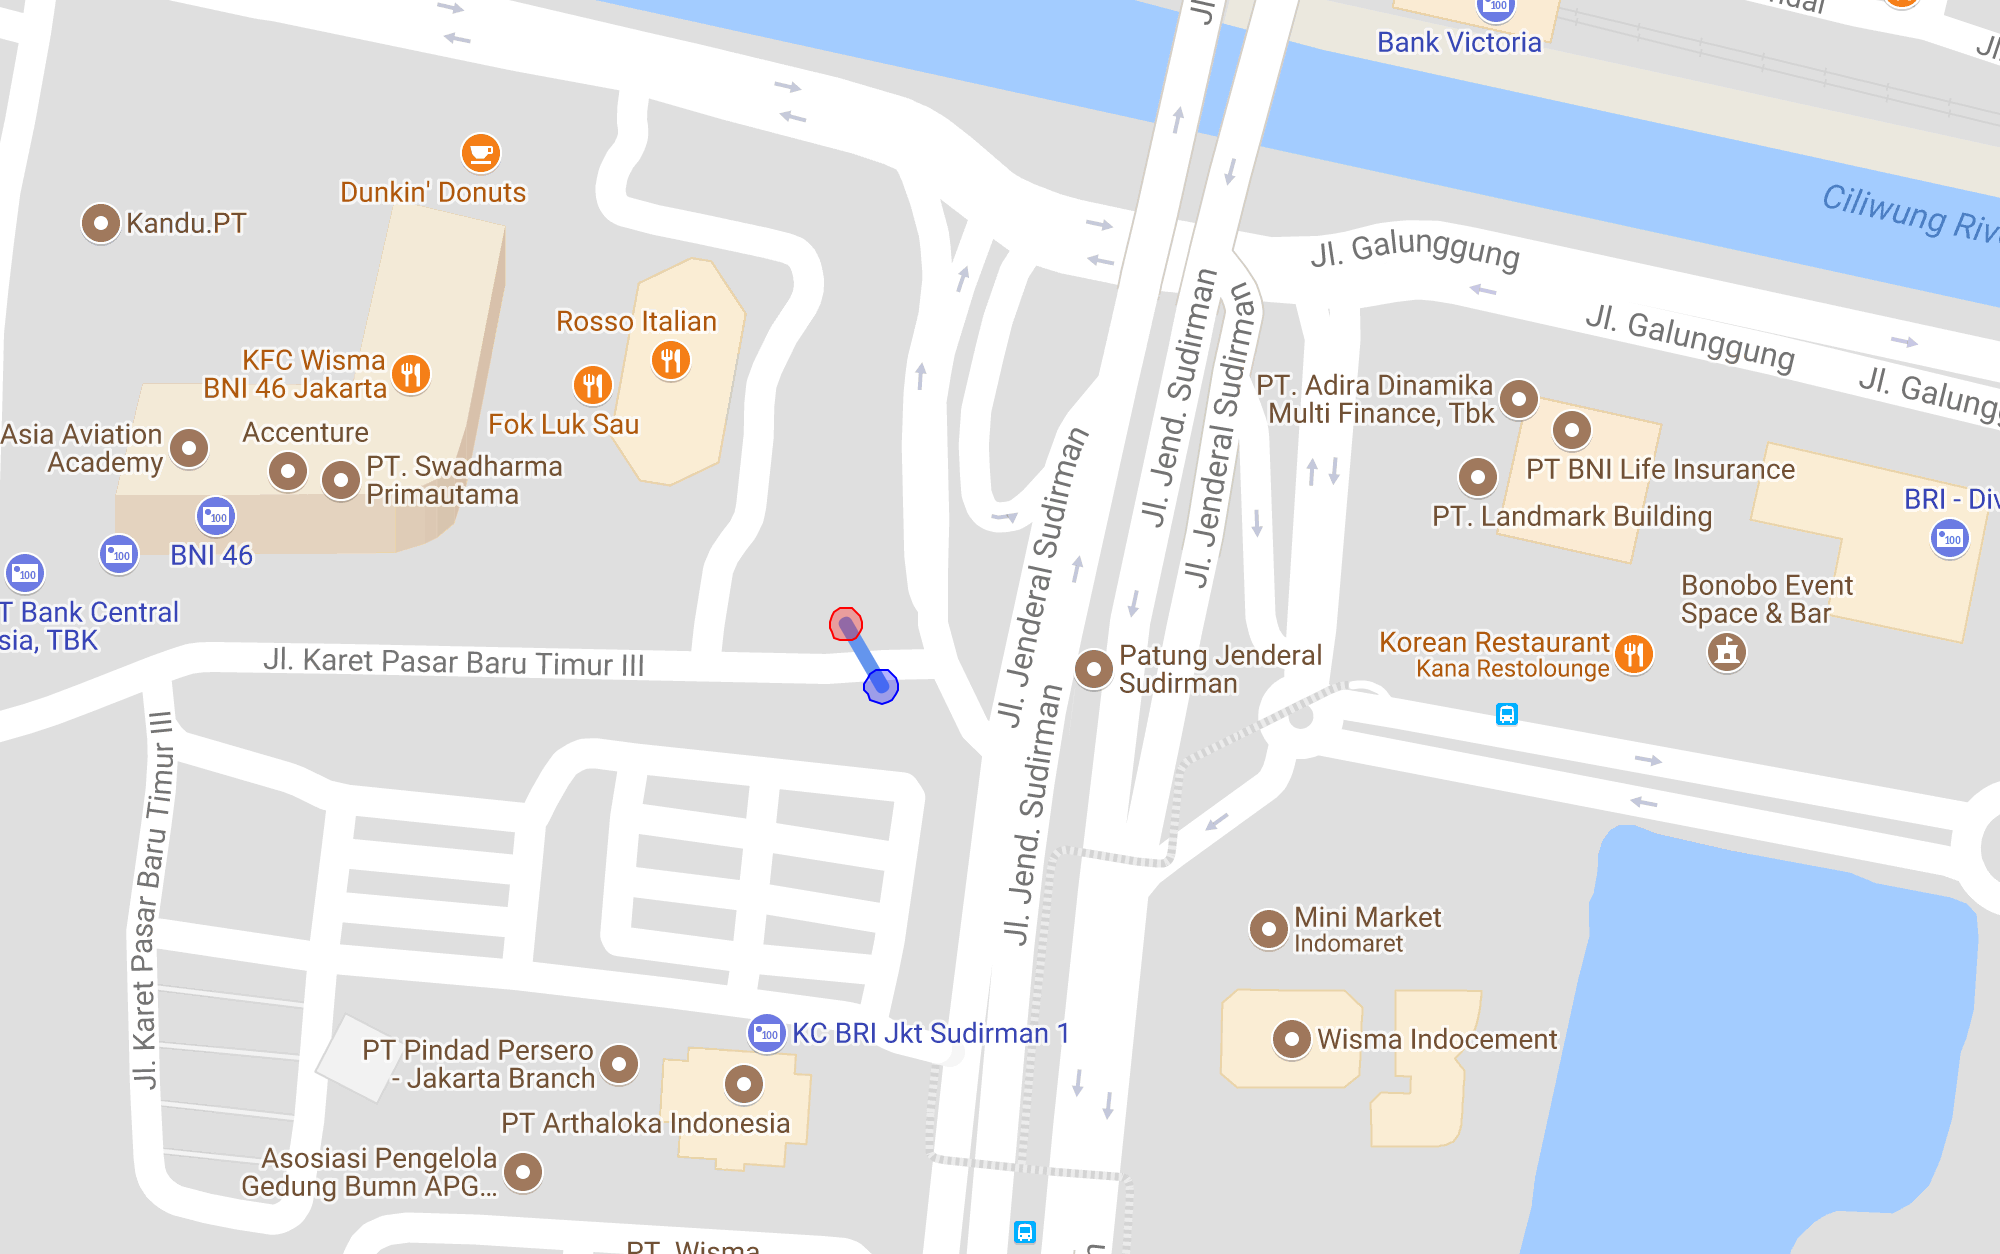 Bank Victoria
Ciliwung
Dunkin' Donuts
Kandu.PT
Jl. Galunggung
Jl. Galunggung
Rosso Italian
KFC Wisma
BNI 46 Jakarta
Fok Luk Sau
PT. Adira Dinamika
Multi Finance, Tbk
Asia Aviation
Academy
Accenture
PT. Swadharma
Primautama
PT BNI Life Insurance
PT. Landmark Building
BRI -
BNI 46
Bank Central
TBK
Jl. Jend. Sudirman
Jl. Jenderal Sudirman
Jl. Jenderal Sudirman
Bonobo Event
Space & Bar
Korean Restaurant
Kana Restolounge
Jl. Karet Pasar Baru Timur III
Patung Jenderal
Sudirman
Jl. Jend. Sudirman
Jl. Karet Pasar Baru Timur III
Jl. Karet Pasar Baru Timur III
Mini Market
Indomaret
KC BRI Jkt Sudirman 1
Wisma Indocement
PT Pindad Persero
- Jakarta Branch
PT Arthaloka Indonesia
Asosiasi Pengelola
Gedung Bumn APG...
PT. Wisma